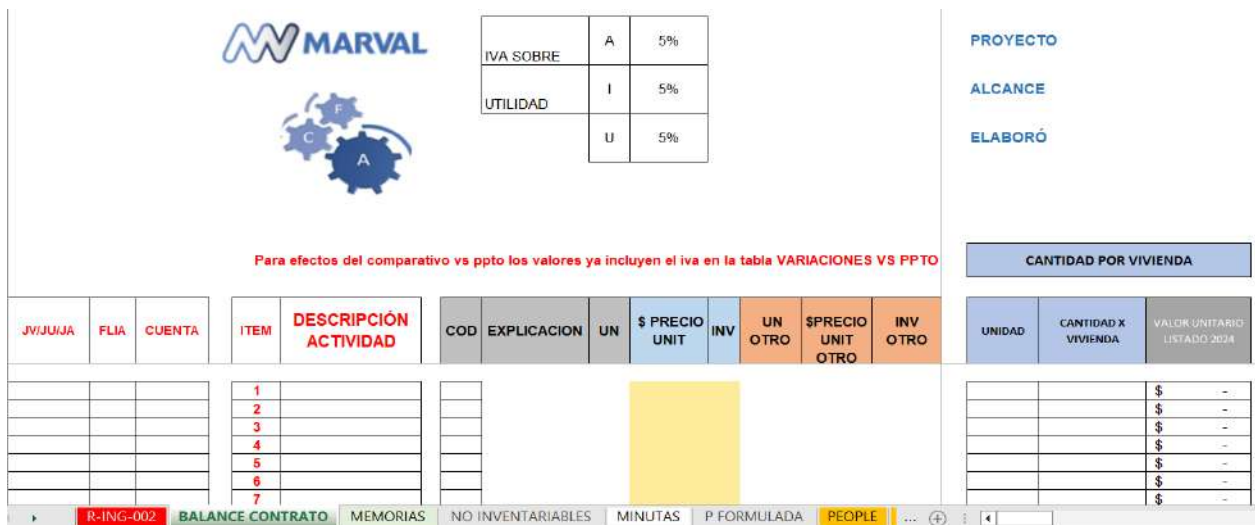 MARVAL
IVA SOBRE
A 5%
UTILIDAD
I 5%
U 5%
PROYECTO
ALCANCE
ELABORÓ
F
C
A
Para efectos del comparativo vs ppto los valores ya incluyen el iva en la tabla VARIACIONES VS PPTO
CANTIDAD POR VIVIENDA
JV/JU/JA FLIA CUENTA ITEM DESCRIPCIÓN ACTIVIDAD COD EXPLICACION UN $ PRECIO UNIT INV UN OTRO $PRECIO UNIT OTRO INV OTRO UNIDAD CANTIDAD X VIVIENDA VALOR UNITARIO LISTADO 2024
1 $ -
2 $ -
3 $ -
4 $ -
5 $ -
6 $ -
7 $ -
R-ING-002 BALANCE CONTRATO MEMORIAS NO INVENTARIABLES MINUTAS P FORMULADA PEOPLE ...